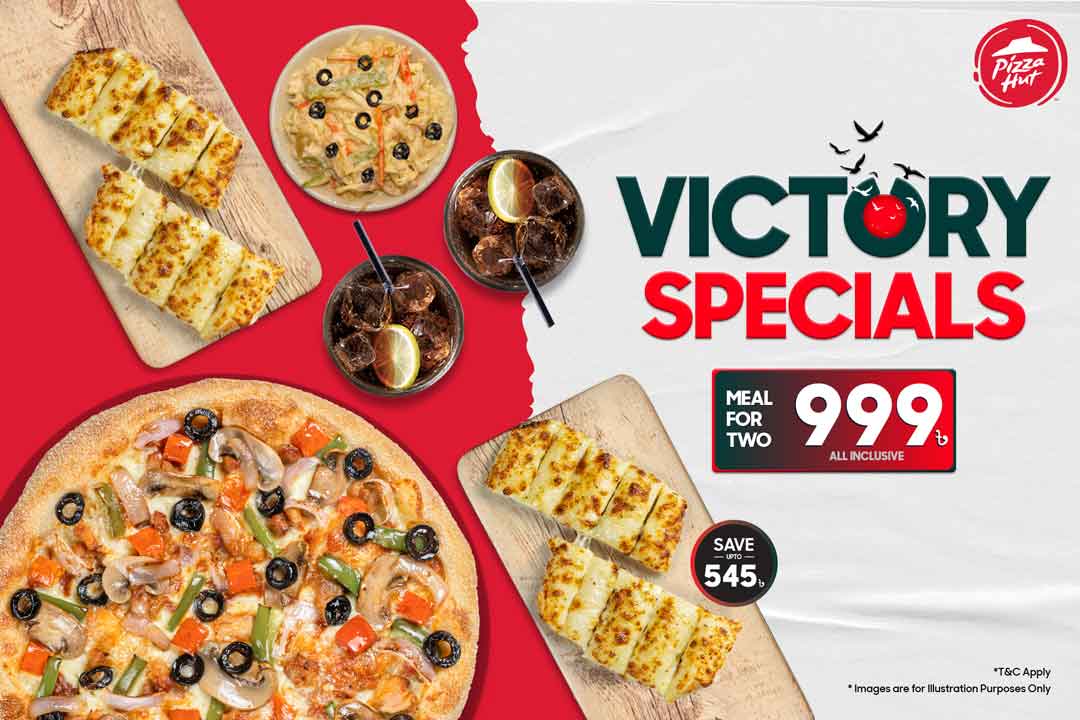 Pizza
Hut
VICTORY
SPECIALS
MEAL
FOR
TWO
999৳
ALL INCLUSIVE
SAVE
UPTO
545৳
*T&C Apply
* Images are for Illustration Purposes Only